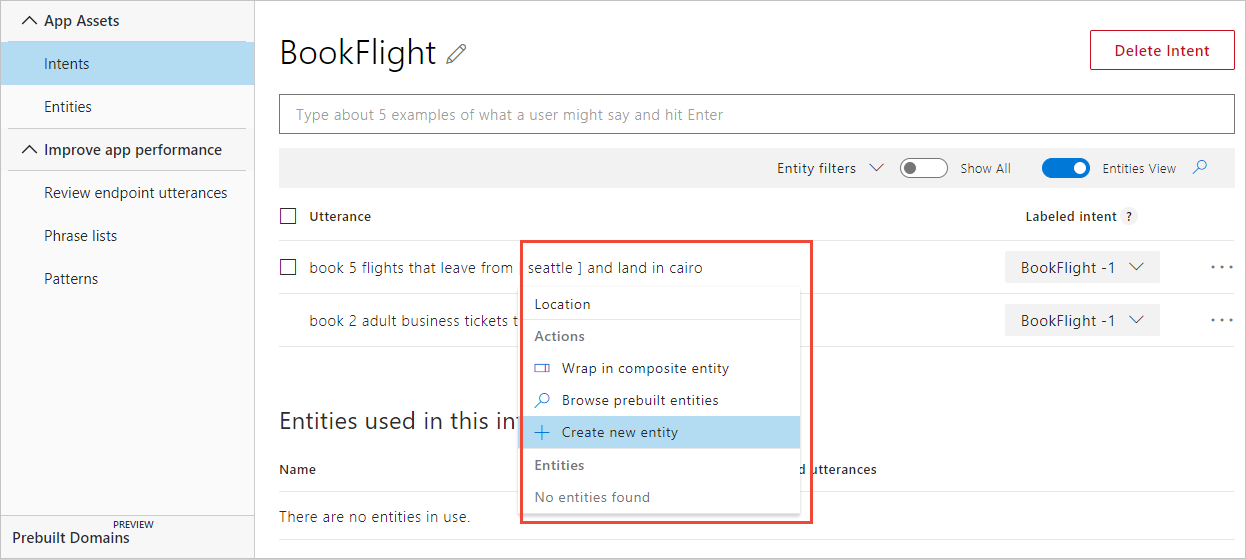 App Assets
Intents
Entities
Improve app performance
Review endpoint utterances
Phrase lists
Patterns
PREVIEW
Prebuilt Domains
BookFlight
Delete Intent
Type about 5 examples of what a user might say and hit Enter
Entity filters Show All Entities View
Utterance Labeled intent ?
book 5 flights that leave from [ seattle ] and land in cairo BookFlight -1 ...
book 2 adult business tickets t BookFlight -1 ...
Location
Actions
Wrap in composite entity
Browse prebuilt entities
Create new entity
Entities
No entities found
Entities used in this in
Name d utterances
There are no entities in use.